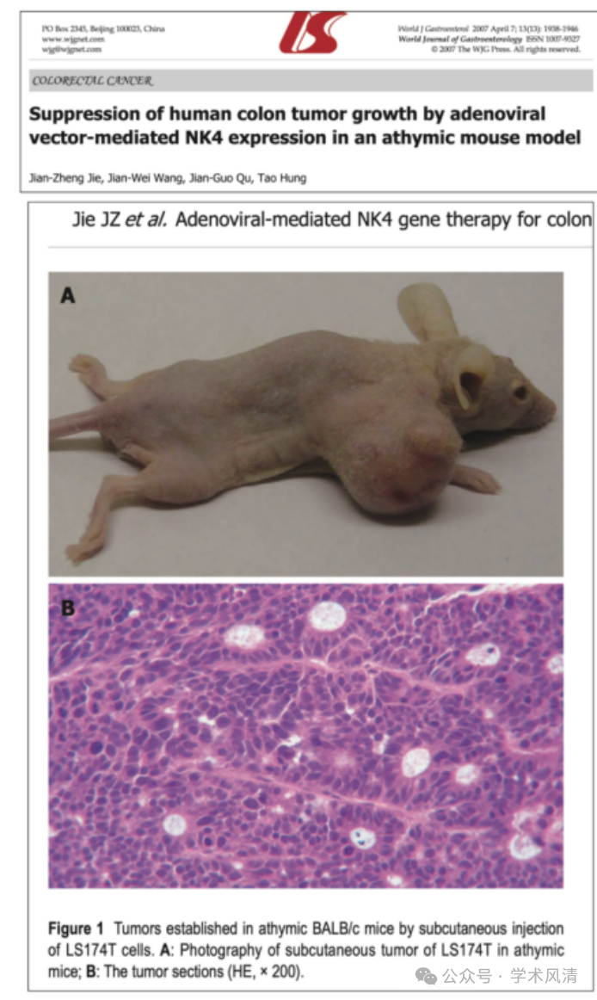 PO Box 2345, Beijing 100023, China
www.wjgnet.com
wjg@wjgnet.com
World J Gastroenterol 2007 April 7; 13(13): 1938-1946
World Journal of Gastroenterology ISSN 1007-9327
© 2007 The WJG Press. All rights reserved.
COLORECTAL CANCER
Suppression of human colon tumor growth by adenoviral
vector-mediated NK4 expression in an athymic mouse model
Jian-Zheng Jie, Jian-Wei Wang, Jian-Guo Qu, Tao Hung
Jie JZ et al. Adenoviral-mediated NK4 gene therapy for colon
A
B
Figure 1 Tumors established in athymic BALB/c mice by subcutaneous injection
of LS174T cells. A: Photography of subcutaneous tumor of LS174T in athymic
mice; B: The tumor sections (HE, × 200).
公众号 · 学术风清